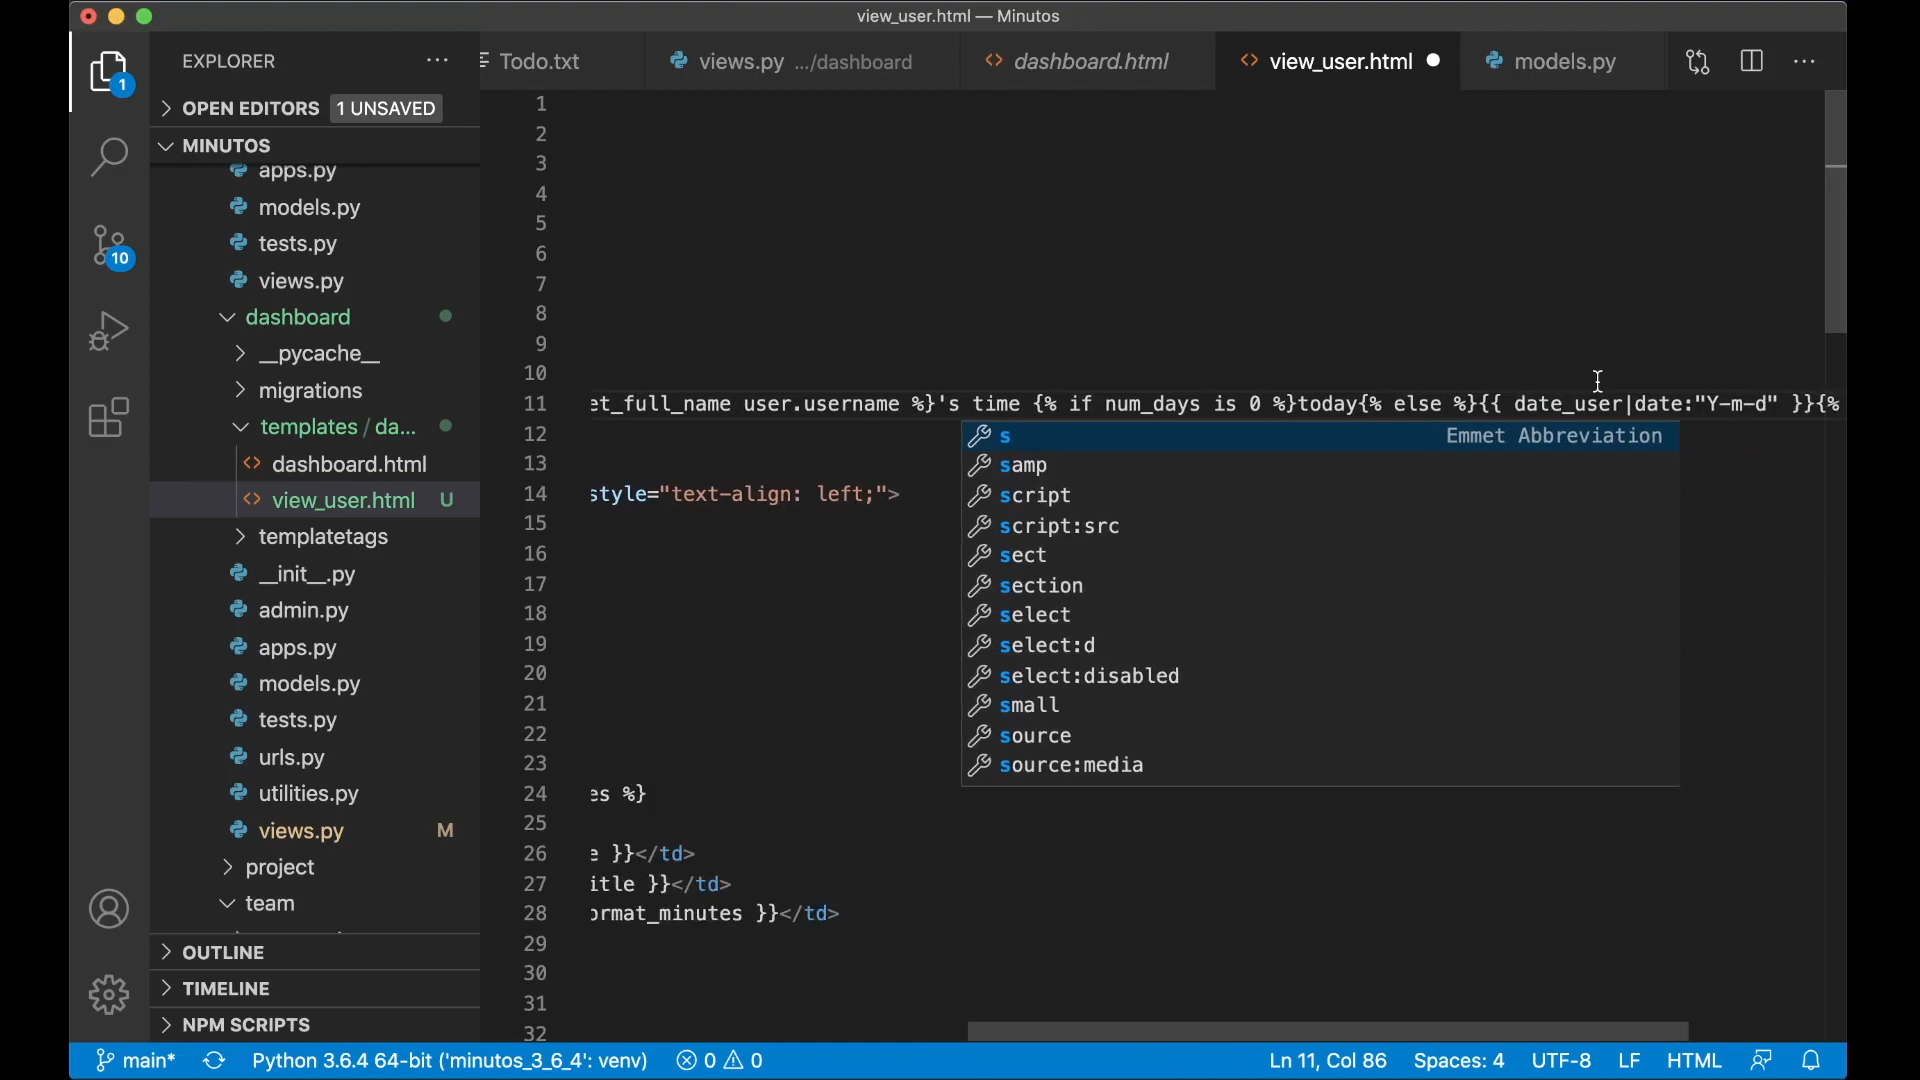 view_user.html — Minutos
EXPLORER
Todo.txt
views.py .../dashboard
dashboard.html
view_user.html
models.py
1
OPEN EDITORS 1 UNSAVED
MINUTOS
apps.py
models.py
tests.py
views.py
10
dashboard
__pycache__
migrations
templates / da...
dashboard.html
view_user.html U
templatetags
__init__.py
admin.py
apps.py
models.py
tests.py
urls.py
utilities.py
views.py M
project
team
OUTLINE
TIMELINE
NPM SCRIPTS
1
2
3
4
5
6
7
8
9
10
11 et_full_name user.username %}'s time {% if num_days is 0 %}today{% else %}{{ date_user|date:"Y-m-d" }}{%
12
13
14 style="text-align: left;">
15
16
17
18
19
20
21
22
23
24 es %}
25
26 e }}</td>
27 itle }}</td>
28 ormat_minutes }}</td>
29
30
31
32
s Emmet Abbreviation
samp
script
script:src
sect
section
select
select:d
select:disabled
small
source
source:media
main* Python 3.6.4 64-bit ('minutos_3_6_4': venv) 0 0 Ln 11, Col 86 Spaces: 4 UTF-8 LF HTML